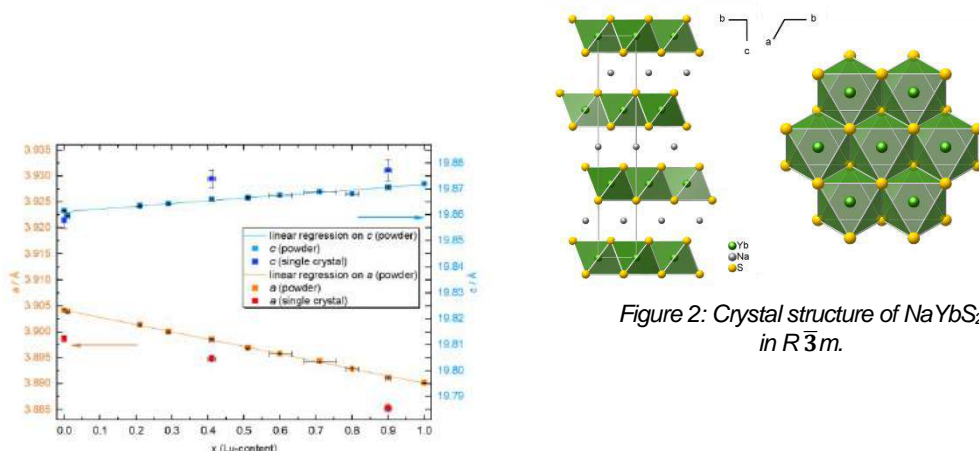 3.935
3.930
3.925
3.920
3.915
3.910
3.905
3.900
3.895
3.890
3.885
a / Å
19.88
19.87
19.86
19.85
19.84
19.83
19.82
19.81
19.80
19.79
c / Å
linear regression on c (powder)
c (powder)
c (single crystal)
linear regression on a (powder)
a (powder)
a (single crystal)
0.0 0.1 0.2 0.3 0.4 0.5 0.6 0.7 0.8 0.9 1.0
x (Lu-content)
b
c
b
a
Yb
Na
S
Figure 2: Crystal structure of NaYbS₂
in R3̅m.